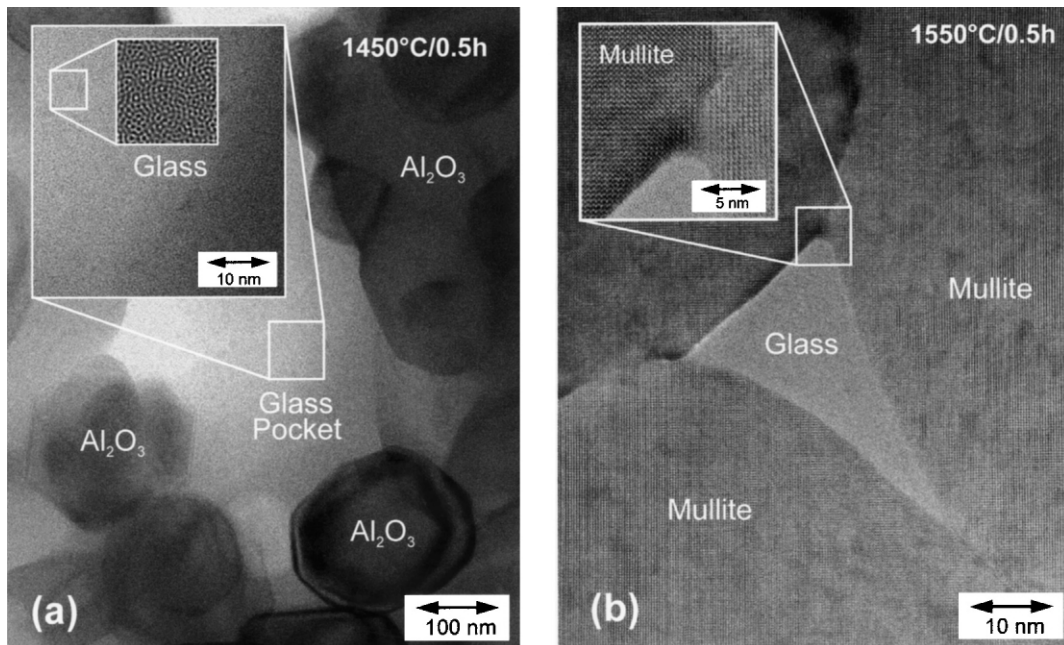 1450°C/0.5h
Glass
Al₂O₃
10 nm
Glass
Pocket
Al₂O₃
Al₂O₃
(a)
100 nm
1550°C/0.5h
Mullite
5 nm
Mullite
Glass
Mullite
(b)
10 nm